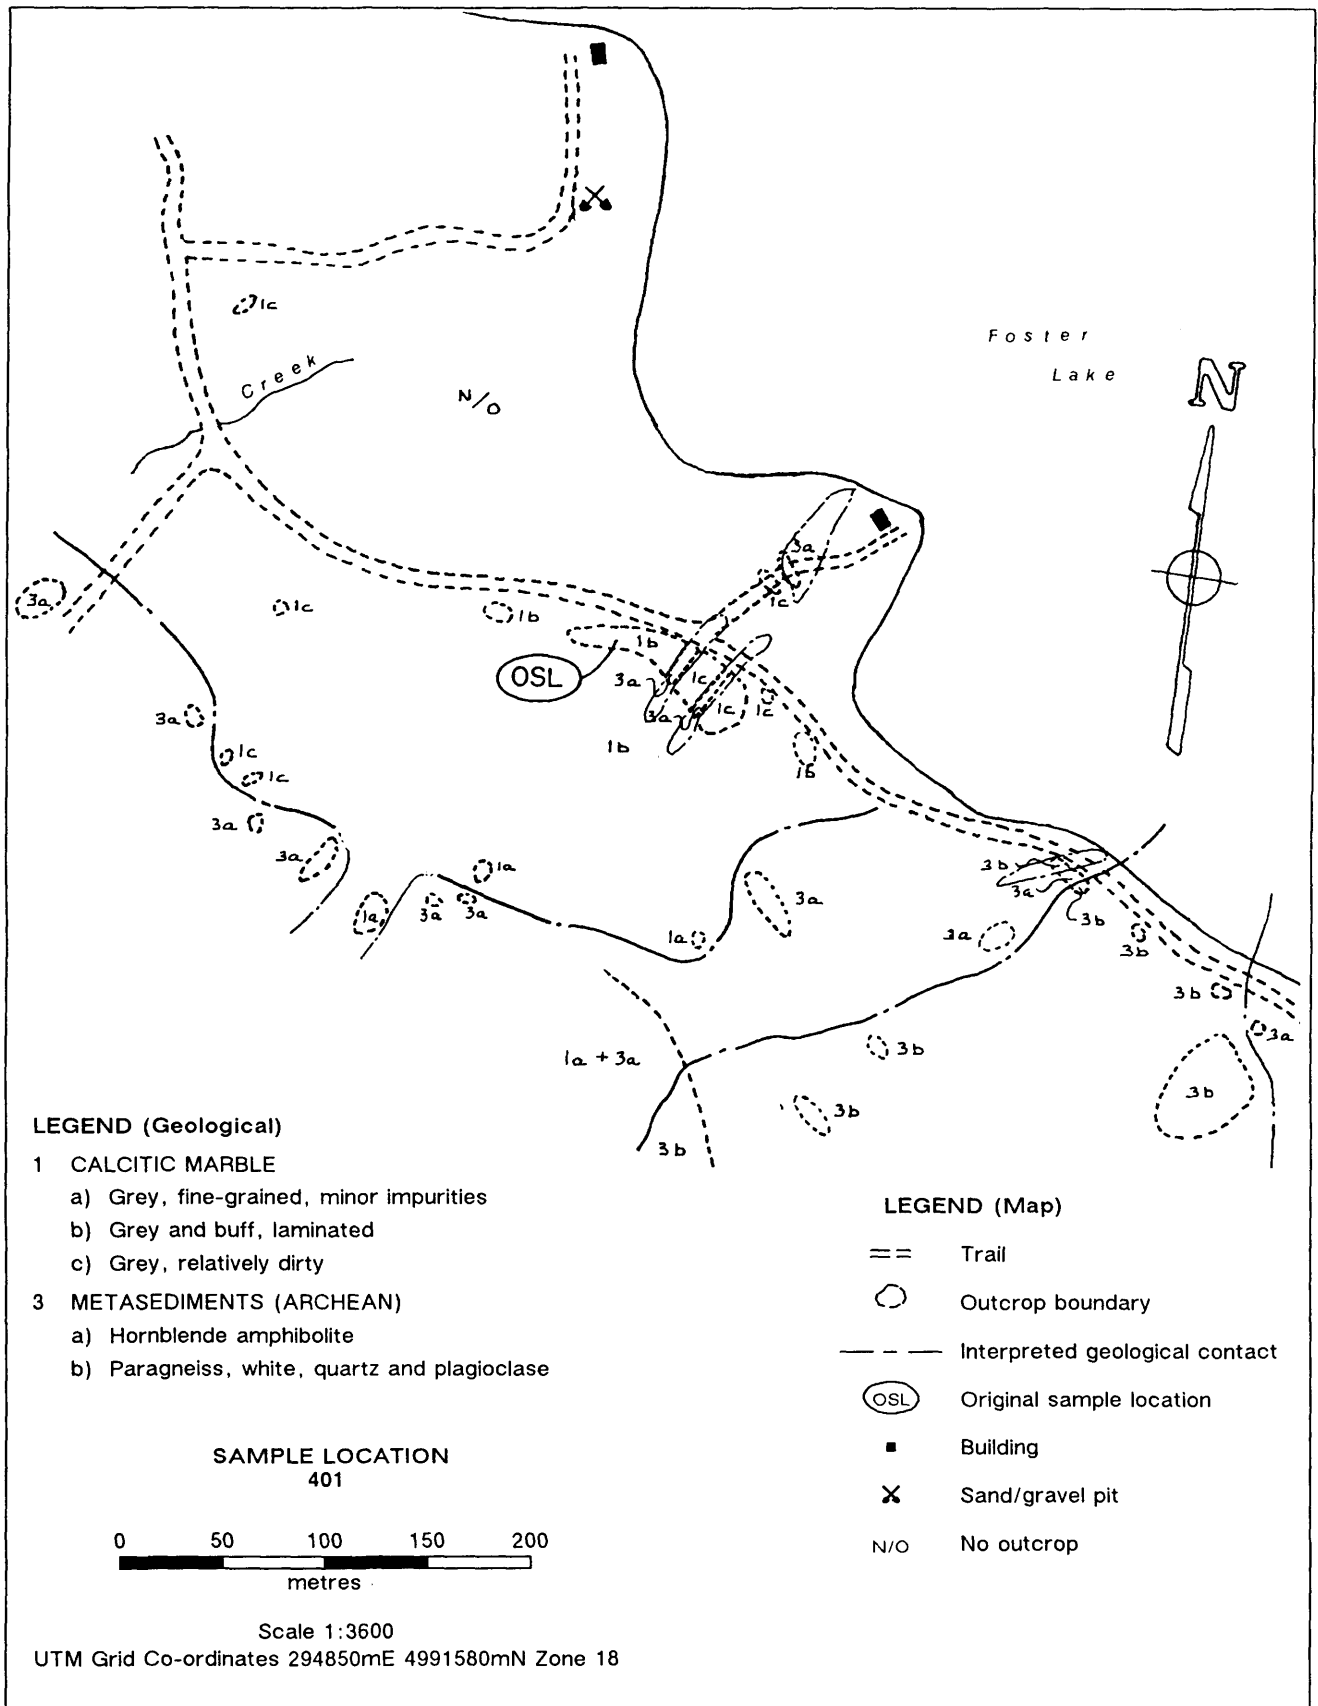 1c
Creek
N/O
Foster
Lake
N
3a
3a
1c
1c
1b
1b
OSL
3a
1c
3a
1c
1c
1b
1b
3a
1c
1c
3a
3a
1a
1a
3a
3a
3a
1a
3b
3a
3b
3a
3b
3b
3a
1a + 3a
3b
3b
3b
3b
LEGEND (Geological)
1 CALCITIC MARBLE
a) Grey, fine-grained, minor impurities
b) Grey and buff, laminated
c) Grey, relatively dirty
3 METASEDIMENTS (ARCHEAN)
a) Hornblende amphibolite
b) Paragneiss, white, quartz and plagioclase
LEGEND (Map)
Trail
Outcrop boundary
Interpreted geological contact
OSL Original sample location
Building
Sand/gravel pit
N/O No outcrop
SAMPLE LOCATION
401
0 50 100 150 200
metres
Scale 1:3600
UTM Grid Co-ordinates 294850mE 4991580mN Zone 18